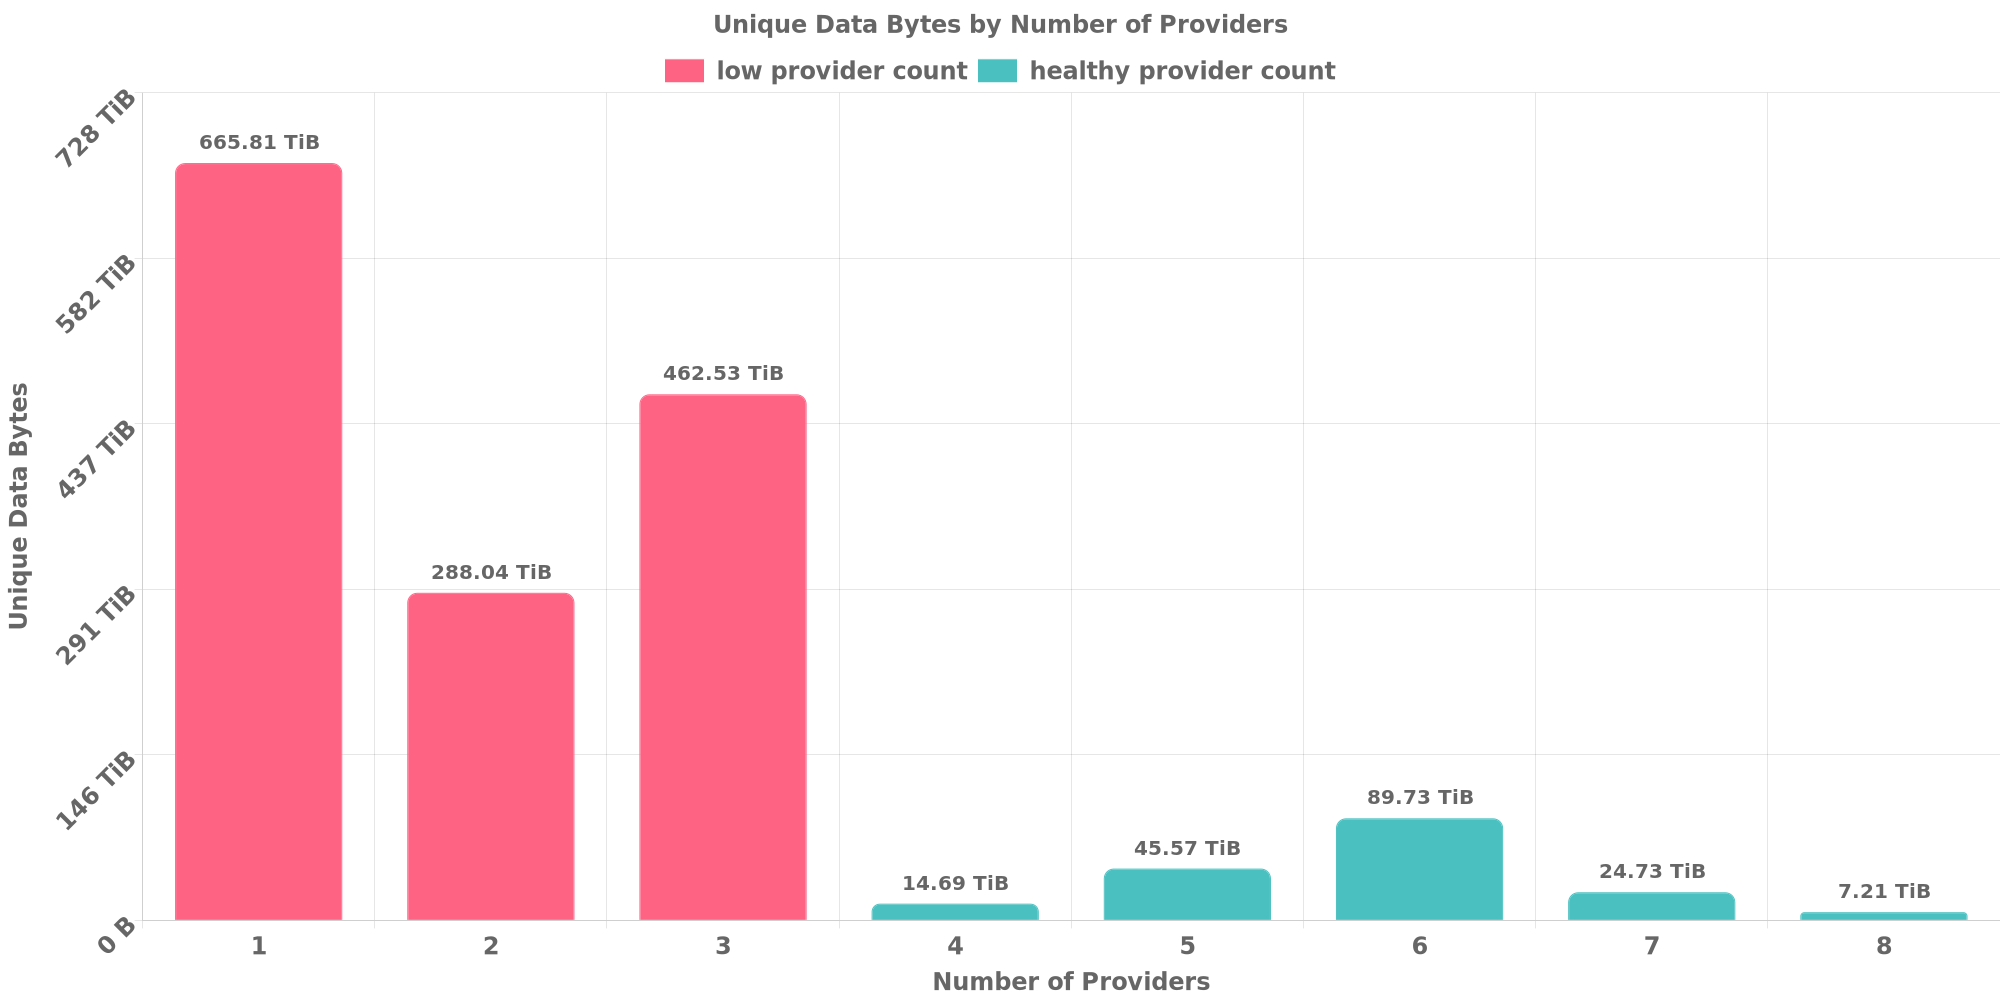 Unique Data Bytes by Number of Providers
low provider count healthy provider count
728 TiB
582 TiB
437 TiB
291 TiB
146 TiB
0 B
Unique Data Bytes
665.81 TiB
288.04 TiB
462.53 TiB
14.69 TiB
45.57 TiB
89.73 TiB
24.73 TiB
7.21 TiB
1 2 3 4 5 6 7 8
Number of Providers